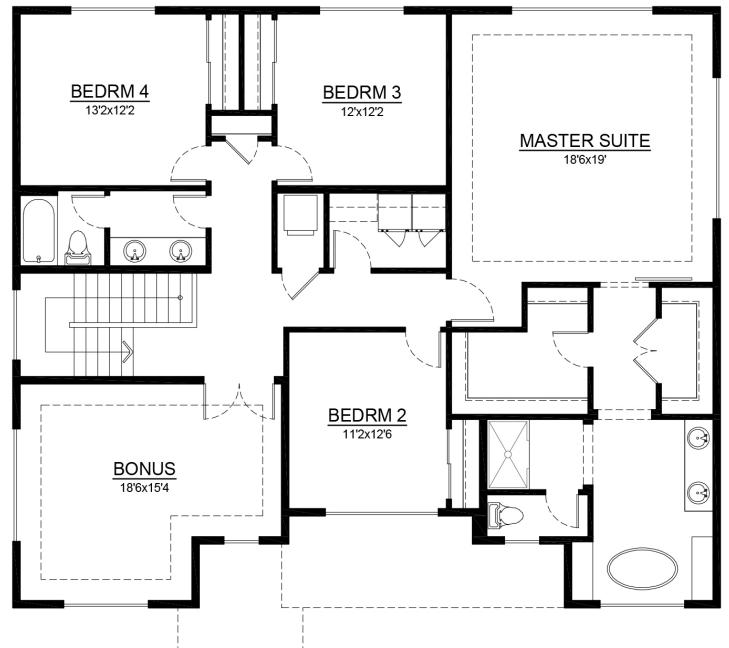 BEDRM 4
13'2x12'2
BEDRM 3
12'x12'2
MASTER SUITE
18'6x19'
BEDRM 2
11'2x12'6
BONUS
18'6x15'4